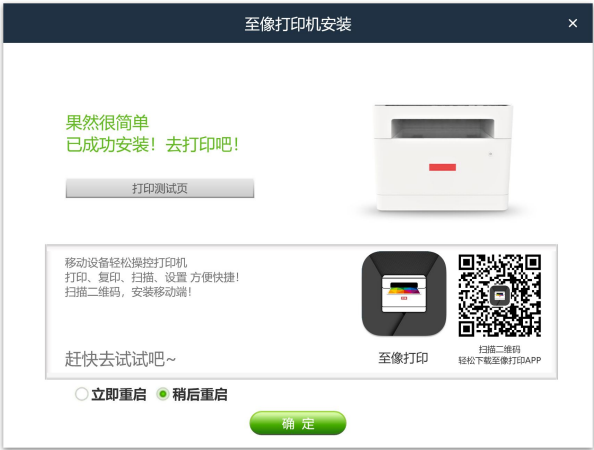 至像打印机安装
果然很简单
已成功安装！去打印吧！
打印测试页
移动设备轻松操控打印机
打印、复印、扫描、设置 方便快捷！
扫描二维码，安装移动端！
赶快去试试吧~
至像打印
扫描二维码
轻松下载至像打印APP
立即重启
稍后重启
确 定